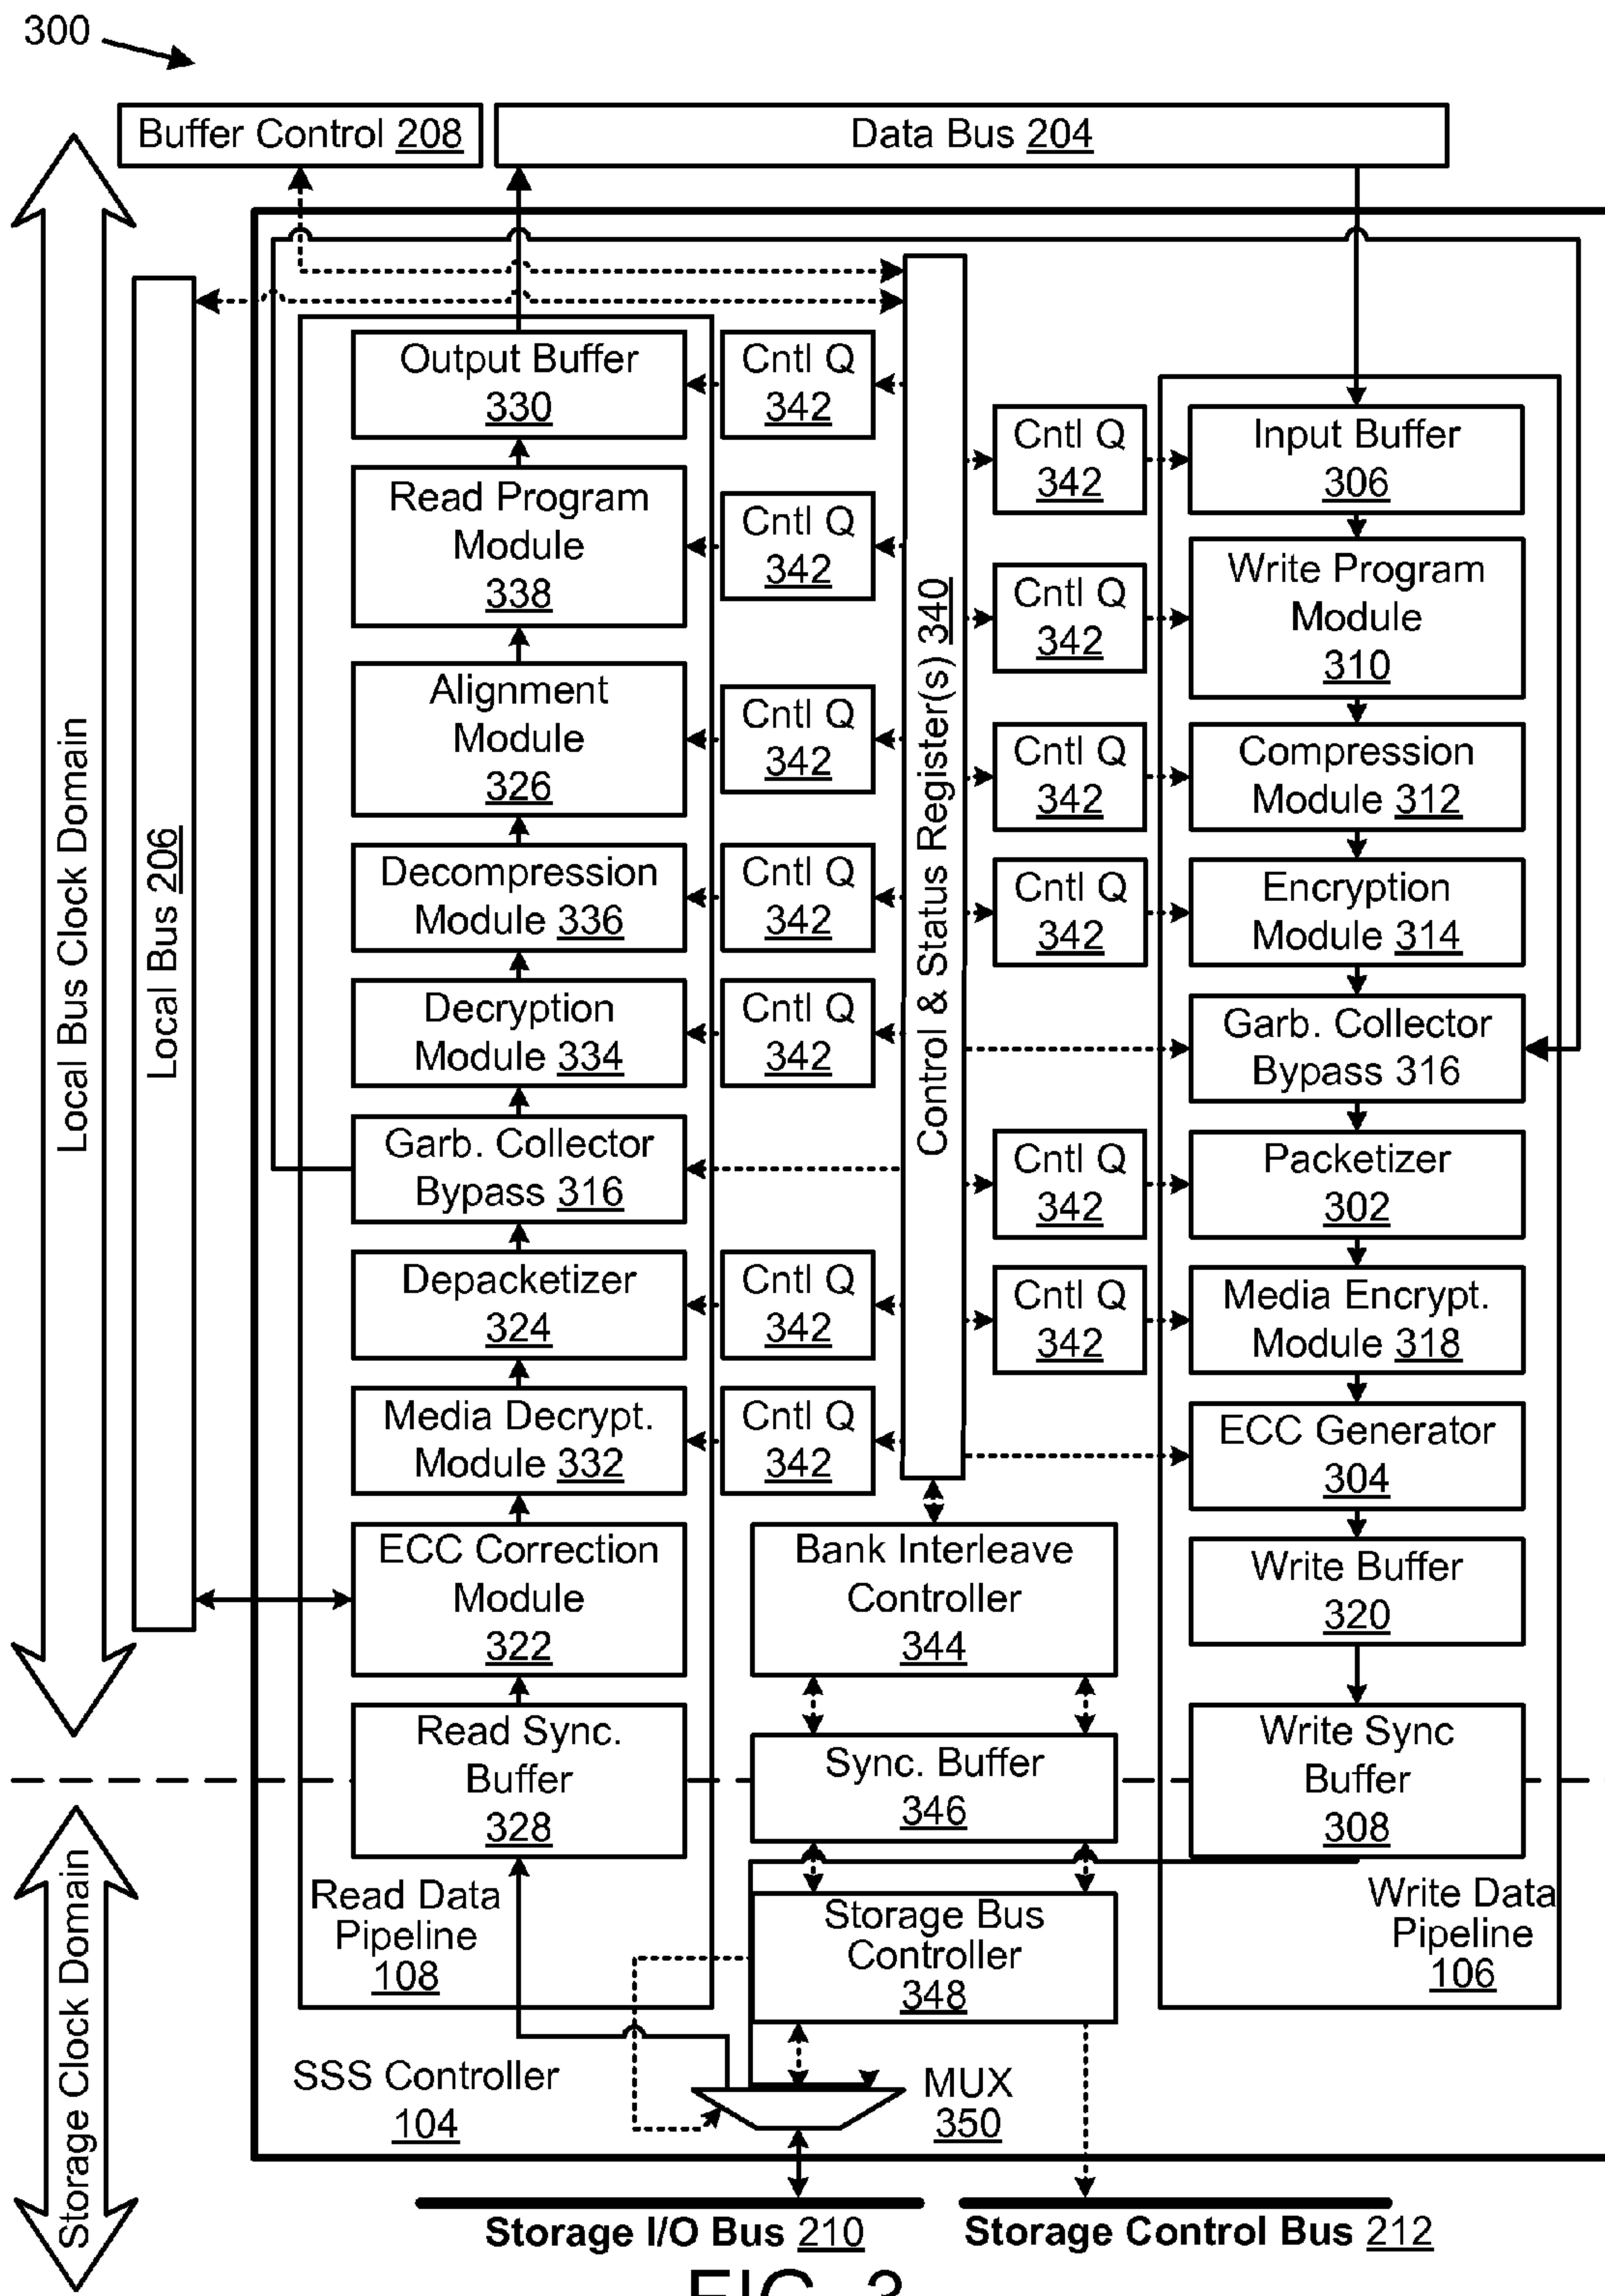 300
Buffer Control 208
Data Bus 204
Local Bus Clock Domain
Local Bus 206
Output Buffer
330
Cntl Q
342
Read Program
Module
338
Cntl Q
342
Alignment
Module
326
Cntl Q
342
Decompression
Module 336
Cntl Q
342
Decryption
Module 334
Cntl Q
342
Garb. Collector
Bypass 316
Depacketizer
324
Cntl Q
342
Media Decrypt.
Module 332
Cntl Q
342
ECC Correction
Module
322
Read Sync.
Buffer
328
Read Data
Pipeline
108
Control & Status Register(s) 340
Bank Interleave
Controller
344
Sync. Buffer
346
Storage Bus
Controller
348
Cntl Q
342
Input Buffer
306
Cntl Q
342
Write Program
Module
310
Cntl Q
342
Compression
Module 312
Cntl Q
342
Encryption
Module 314
Garb. Collector
Bypass 316
Cntl Q
342
Packetizer
302
Cntl Q
342
Media Encrypt.
Module 318
ECC Generator
304
Write Buffer
320
Write Sync
Buffer
308
Write Data
Pipeline
106
Storage Clock Domain
SSS Controller
104
MUX
350
Storage I/O Bus 210
Storage Control Bus 212
FIG. 3